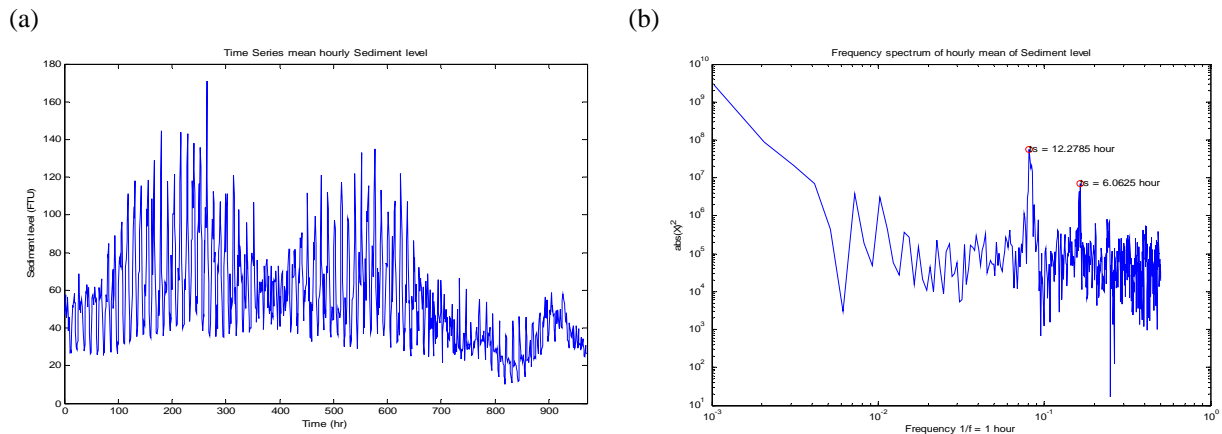 (a)
(b)
Time Series mean hourly Sediment level
180
160
140
120
100
80
60
40
20
0
0 100 200 300 400 500 600 700 800 900
Sediment level (FTU)
Time (hr)
Frequency spectrum of hourly mean of Sediment level
10^10
10^9
10^8
10^7
10^6
10^5
10^4
10^3
10^2
10^1
10^-3 10^-2 10^-1 10^0
abs(X)^2
= 12.2785 hour
= 6.0625 hour
Frequency 1/f = 1 hour